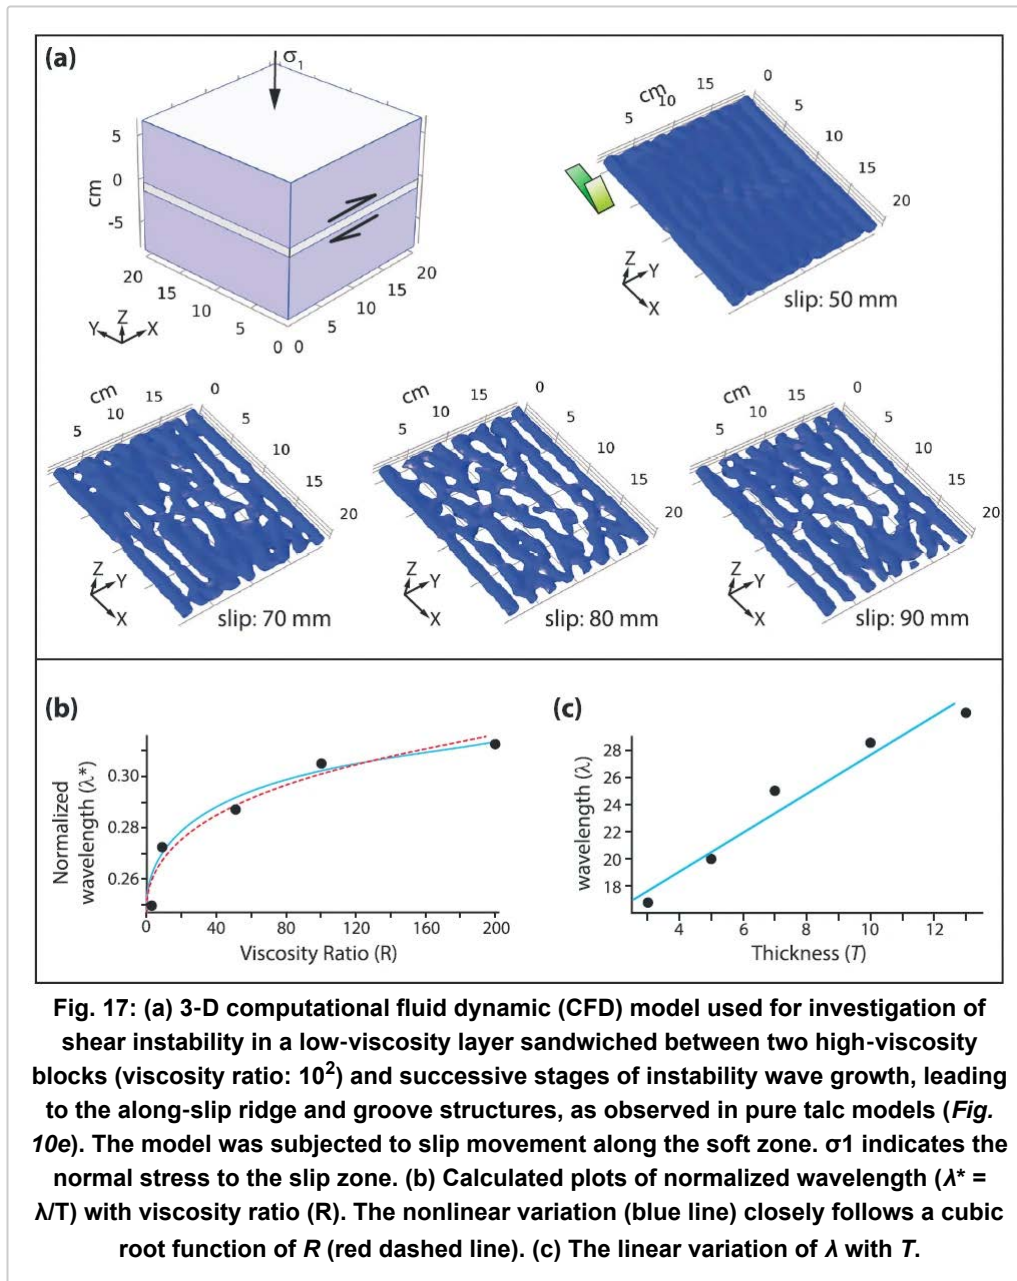 (a)
σ1
5
0
-5
cm
20
15
10
5
0
0
5
10
15
20
Y Z X
cm
5
10
15
0
5
10
15
20
Z
Y
X
slip: 50 mm
cm
5
10
15
0
5
10
15
20
Z
Y
X
slip: 70 mm
cm
5
10
15
0
5
10
15
20
Z
Y
X
slip: 80 mm
cm
5
10
15
0
5
10
15
20
Z
Y
X
slip: 90 mm
(b)
Normalized
wavelength (λ*)
0.30
0.28
0.26
0 40 80 120 160 200
Viscosity Ratio (R)
(c)
wavelength (λ)
28
26
24
22
20
18
4 6 8 10 12
Thickness (T)
Fig. 17: (a) 3-D computational fluid dynamic (CFD) model used for investigation of
shear instability in a low-viscosity layer sandwiched between two high-viscosity
blocks (viscosity ratio: 10²) and successive stages of instability wave growth, leading
to the along-slip ridge and groove structures, as observed in pure talc models (Fig.
10e). The model was subjected to slip movement along the soft zone. σ1 indicates the
normal stress to the slip zone. (b) Calculated plots of normalized wavelength (λ* =
λ/T) with viscosity ratio (R). The nonlinear variation (blue line) closely follows a cubic
root function of R (red dashed line). (c) The linear variation of λ with T.